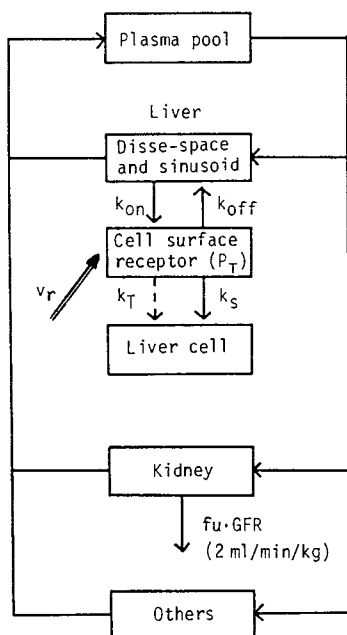 Plasma pool
Liver
Disse-space
and sinusoid
kon koff
Cell surface
receptor (PT)
vr
kT ks
Liver cell
Kidney
fu·GFR
(2 ml/min/kg)
Others